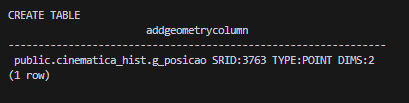 CREATE TABLE
addgeometrycolumn
----------------------------------------------------------------
public.cinematica_hist.g_posicao SRID:3763 TYPE:POINT DIMS:2
(1 row)